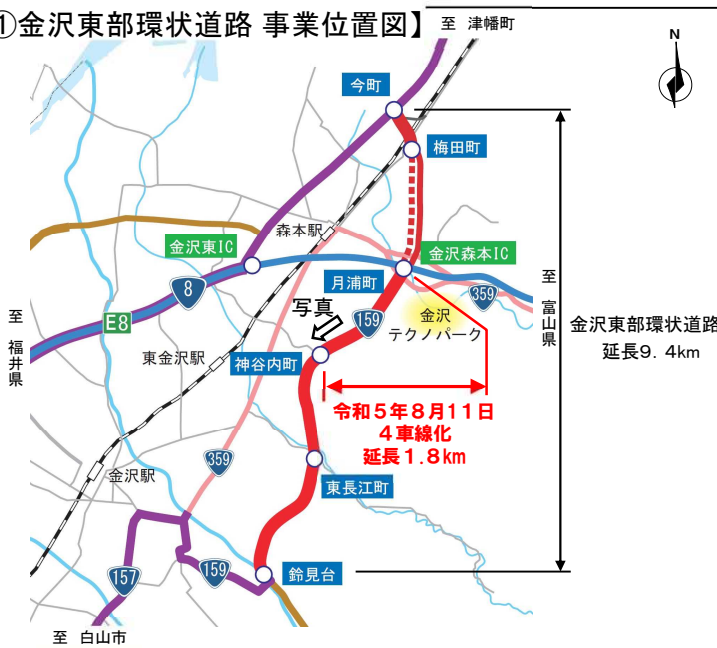 ①金沢東部環状道路 事業位置図】
至 津幡町
N
今町
梅田町
森本駅
金沢東IC
金沢森本IC
月浦町
8
359
至 富山県
写真
159
金沢
テクノパーク
E8
至 福井県
東金沢駅
神谷内町
金沢東部環状道路
延長9.4km
令和5年8月11日
4車線化
延長1.8km
359
金沢駅
東長江町
157
159
鈴見台
至 白山市